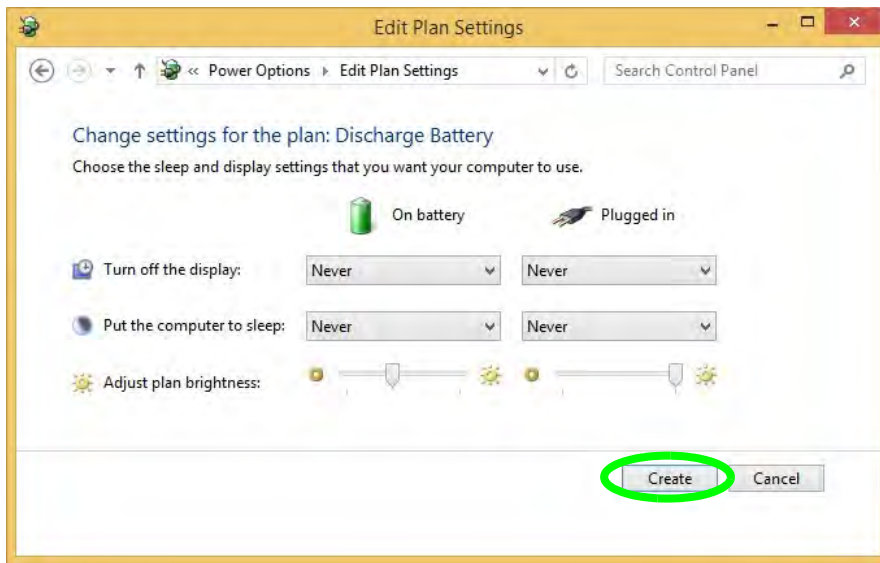 Edit Plan Settings
« Power Options Edit Plan Settings Search Control Panel
Change settings for the plan: Discharge Battery
Choose the sleep and display settings that you want your computer to use.
On battery Plugged in
Turn off the display: Never Never
Put the computer to sleep: Never Never
Adjust plan brightness:
Create Cancel